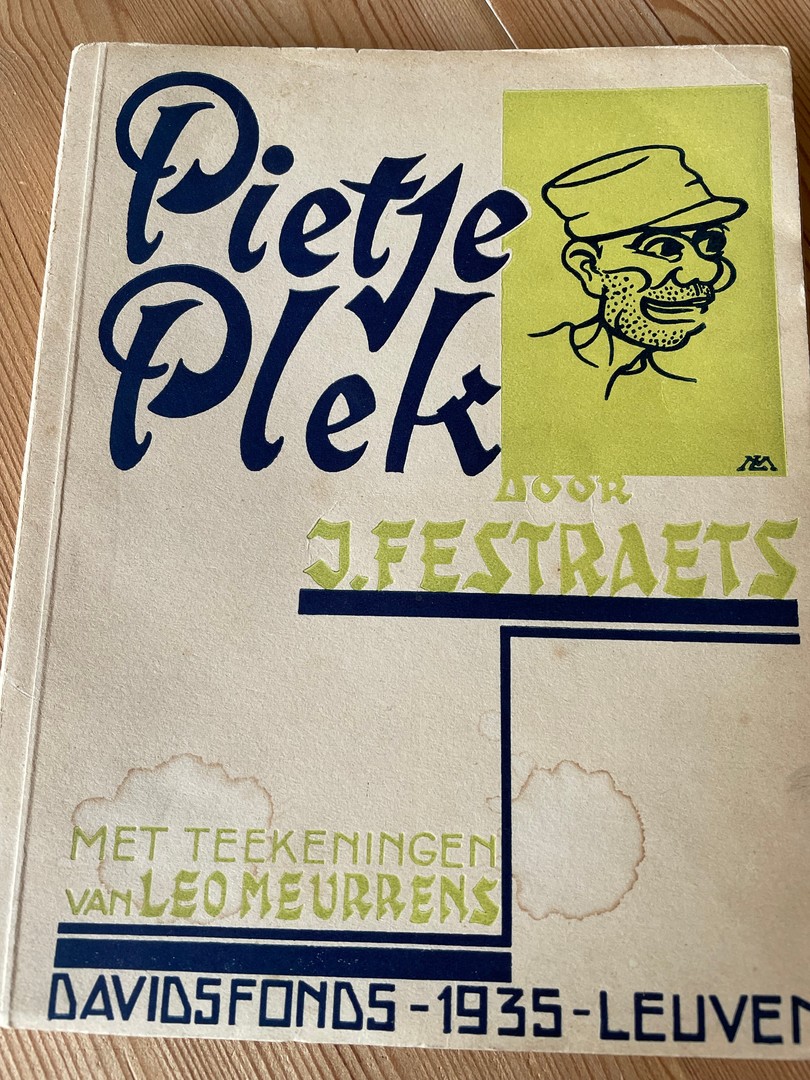 Pietje
Plek
DOOR
J. FESTRAETS
MET TEEKENINGEN
VAN LEO MEURRENS
DAVIDSFONDS - 1935 - LEUVEN